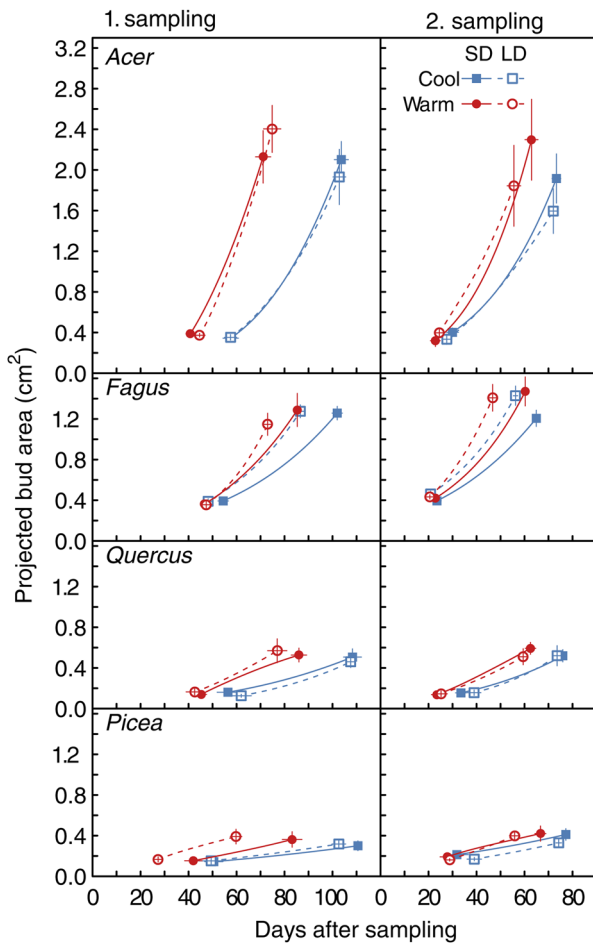 1. sampling
2. sampling
Acer
SD LD
Cool
Warm
3.2
2.8
2.4
2.0
1.6
1.2
0.8
0.4
0.0
Fagus
1.2
0.8
0.4
0.0
Quercus
1.2
0.8
0.4
0.0
Picea
1.2
0.8
0.4
0.0
Projected bud area (cm²)
0 20 40 60 80 100 0 20 40 60 80
Days after sampling